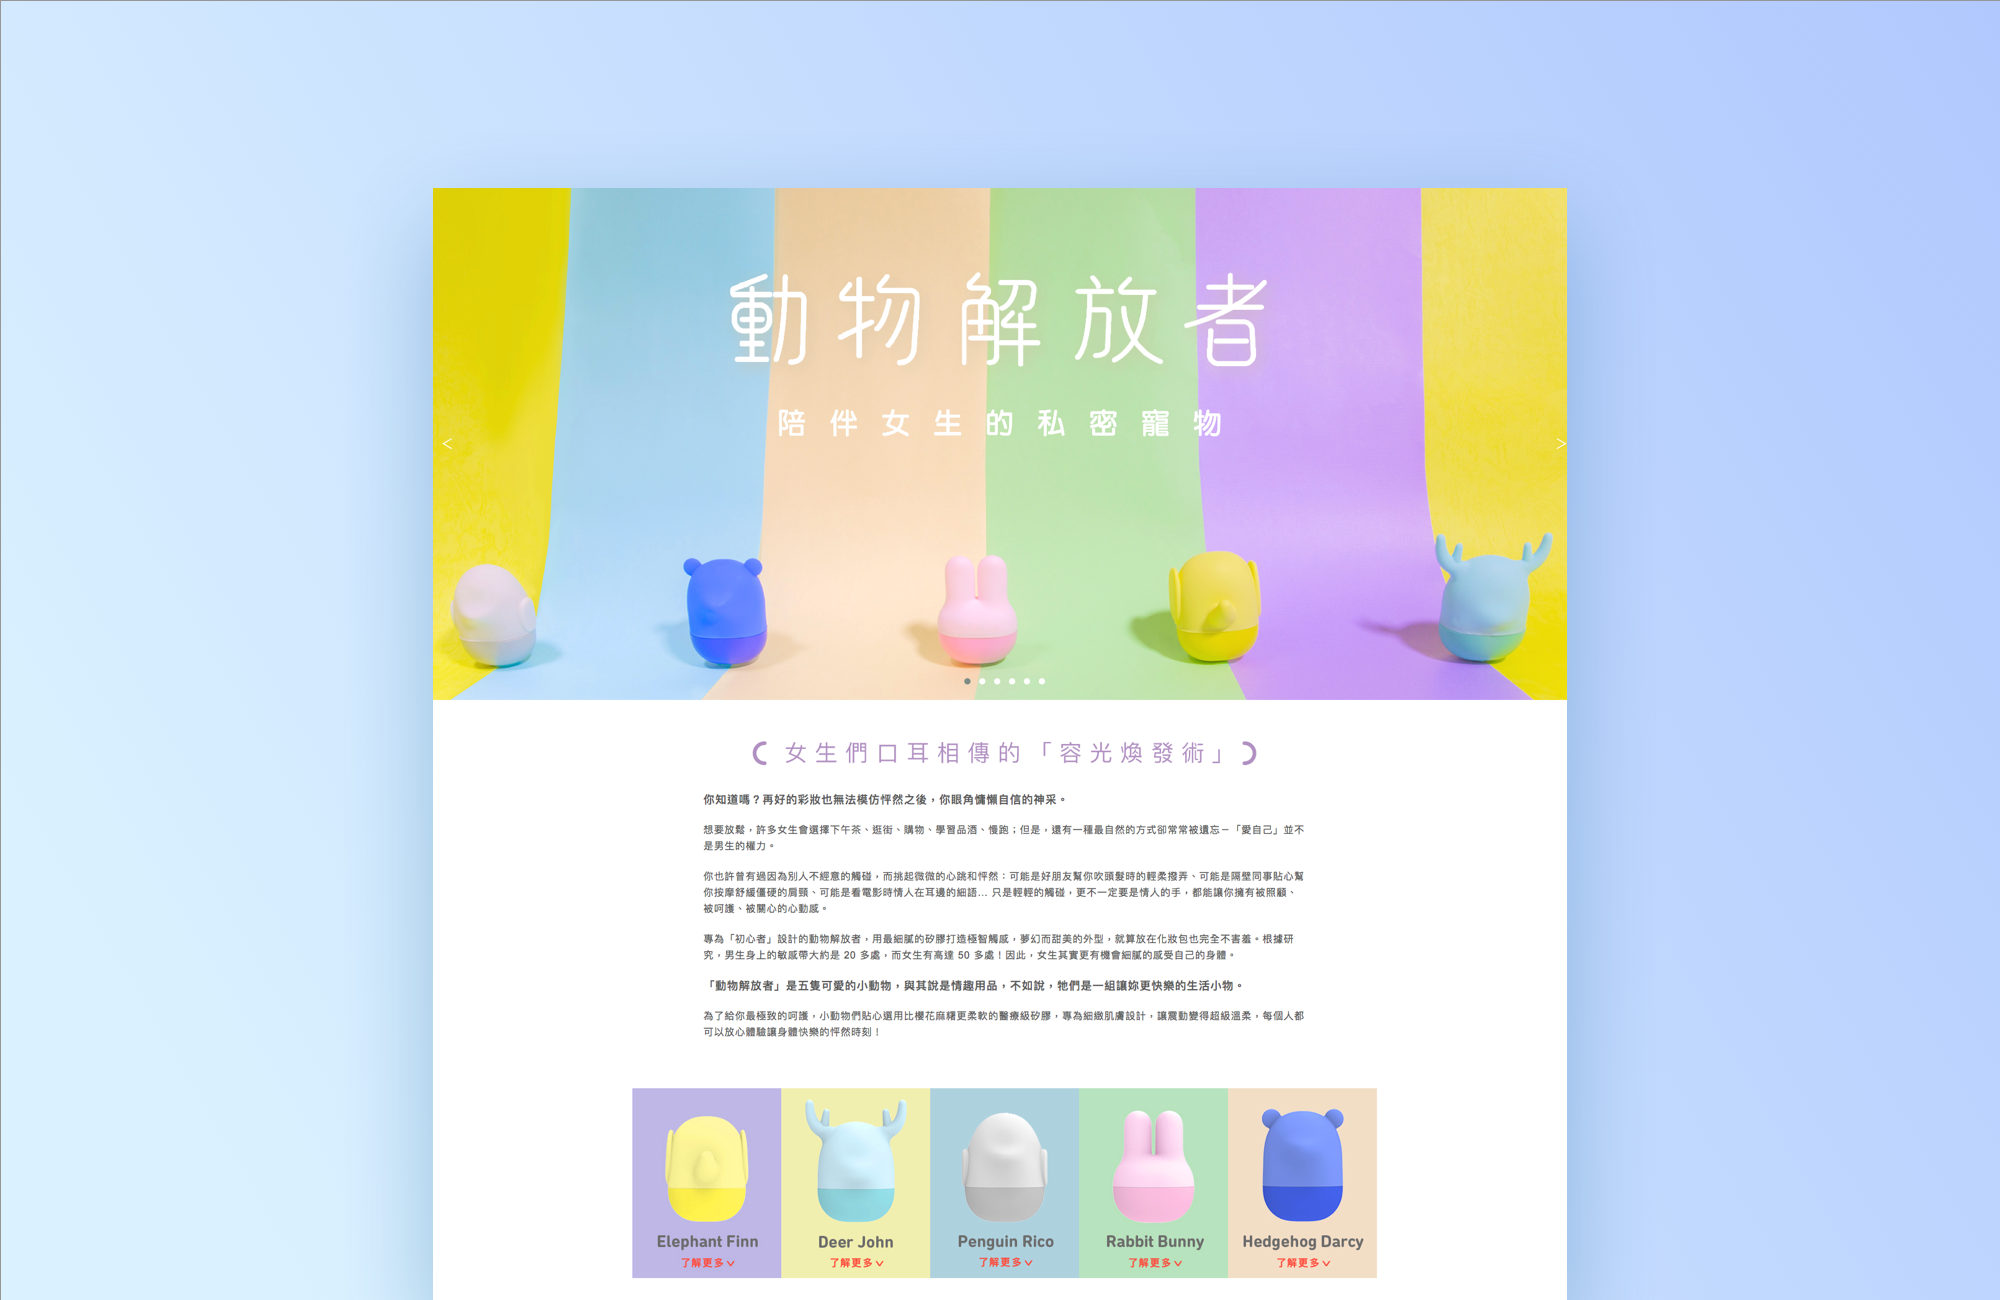 動物解放者
陪伴女生的私密寵物
<
>
女生們口耳相傳的「容光煥發術」
你知道嗎？再好的彩妝也無法模仿怦然之後，你眼角慵懶自信的神采。
想要放鬆，許多女生會選擇下午茶、逛街、購物、學習品酒、慢跑；但是，還有一種最自然的方式卻常常被遺忘－「愛自己」並不
是男生的權力。
你也許曾有過因為別人不經意的觸碰，而挑起微微的心跳和怦然：可能是好朋友幫你吹頭髮時的輕柔撥弄、可能是隔壁同事貼心幫
你按摩舒緩僵硬的肩頸、可能是看電影時情人在耳邊的細語... 只是輕輕的觸碰，更不一定要是情人的手，都能讓你擁有被照顧、
被呵護、被關心的心動感。
專為「初心者」設計的動物解放者，用最細膩的矽膠打造極智觸感，夢幻而甜美的外型，就算放在化妝包也完全不害羞。根據研
究，男生身上的敏感帶大約是 20 多處，而女生有高達 50 多處！因此，女生其實更有機會細膩的感受自己的身體。
「動物解放者」是五隻可愛的小動物，與其說是情趣用品，不如說，牠們是一組讓妳更快樂的生活小物。
為了給你最極致的呵護，小動物們貼心選用比櫻花麻糬更柔軟的醫療級矽膠，專為細緻肌膚設計，讓震動變得超級溫柔，每個人都
可以放心體驗讓身體快樂的怦然時刻！
Elephant Finn
了解更多
Deer John
了解更多
Penguin Rico
了解更多
Rabbit Bunny
了解更多
Hedgehog Darcy
了解更多